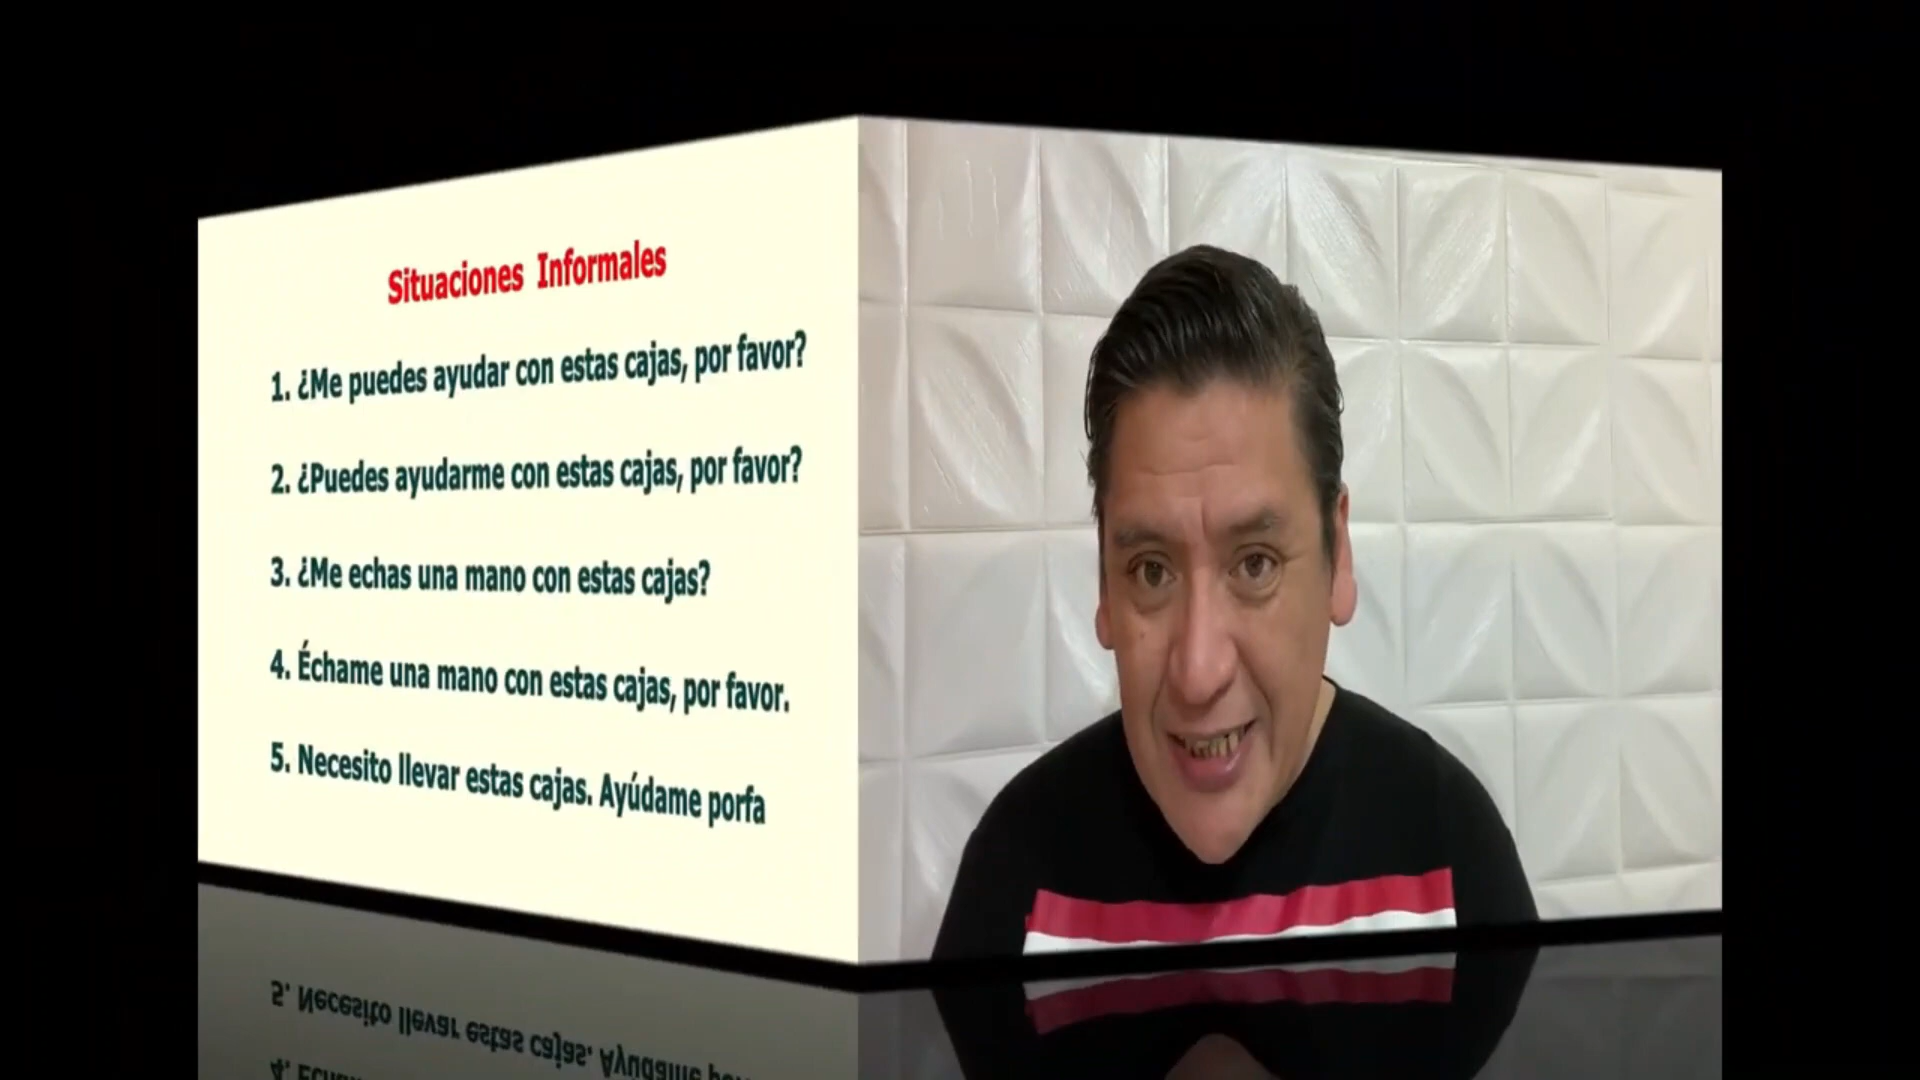 Situaciones Informales
1. ¿Me puedes ayudar con estas cajas, por favor?
2. ¿Puedes ayudarme con estas cajas, por favor?
3. ¿Me echas una mano con estas cajas?
4. Échame una mano con estas cajas, por favor.
5. Necesito llevar estas cajas. Ayúdame porfa